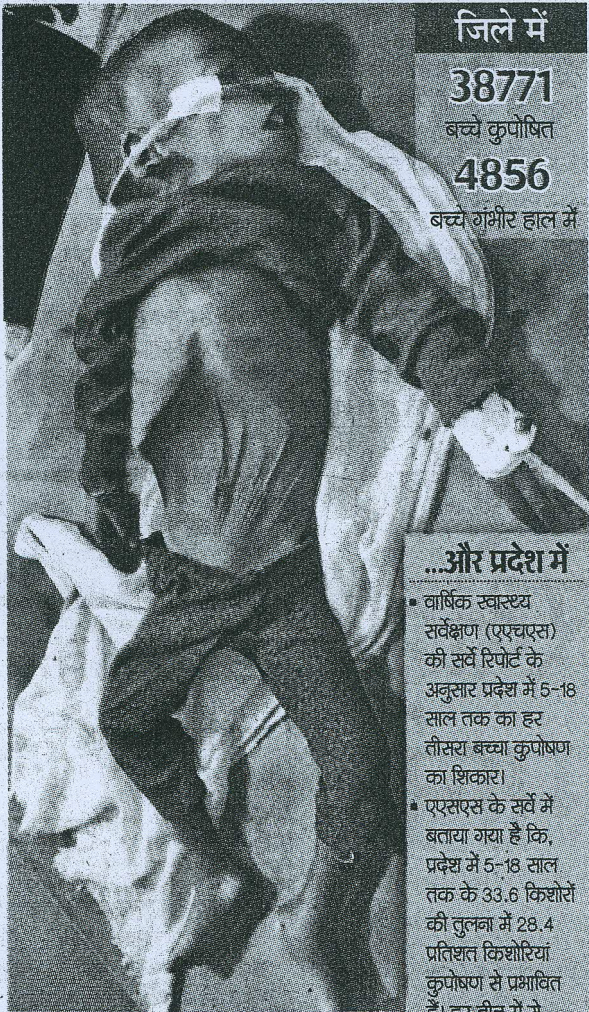 जिले में
38771
बच्चे कुपोषित
4856
बच्चे गंभीर हाल में
...और प्रदेश में
▪ वार्षिक स्वास्थ्य
सर्वेक्षण (एएचएस)
की सर्वे रिपोर्ट के
अनुसार प्रदेश में 5-18
साल तक का हर
तीसरा बच्चा कुपोषण
का शिकार।
▪ एएसएस के सर्वे में
बताया गया है कि,
प्रदेश में 5-18 साल
तक के 33.6 किशोरों
की तुलना में 28.4
प्रतिशत किशोरियां
कुपोषण से प्रभावित